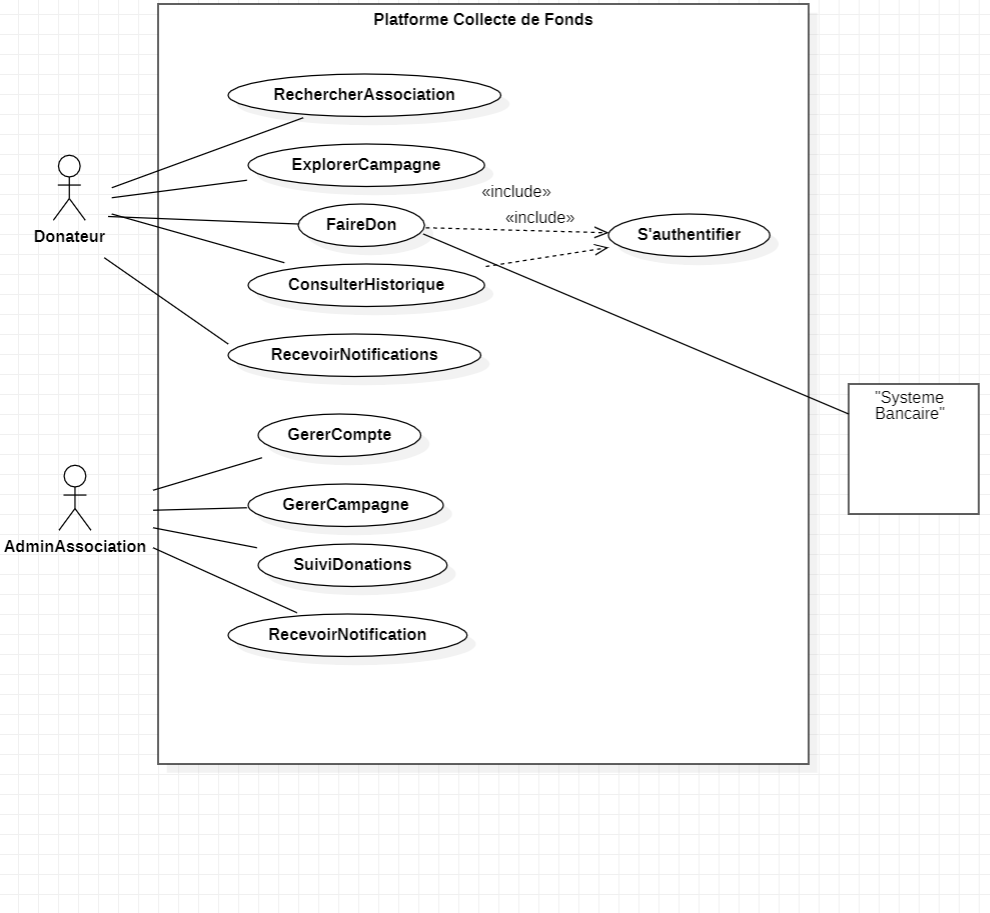 Platforme Collecte de Fonds
RechercherAssociation
ExplorerCampagne
«include»
FaireDon
«include»
S'authentifier
Donateur
ConsulterHistorique
RecevoirNotifications
"Systeme
Bancaire"
GererCompte
GererCampagne
AdminAssociation
SuiviDonations
RecevoirNotification